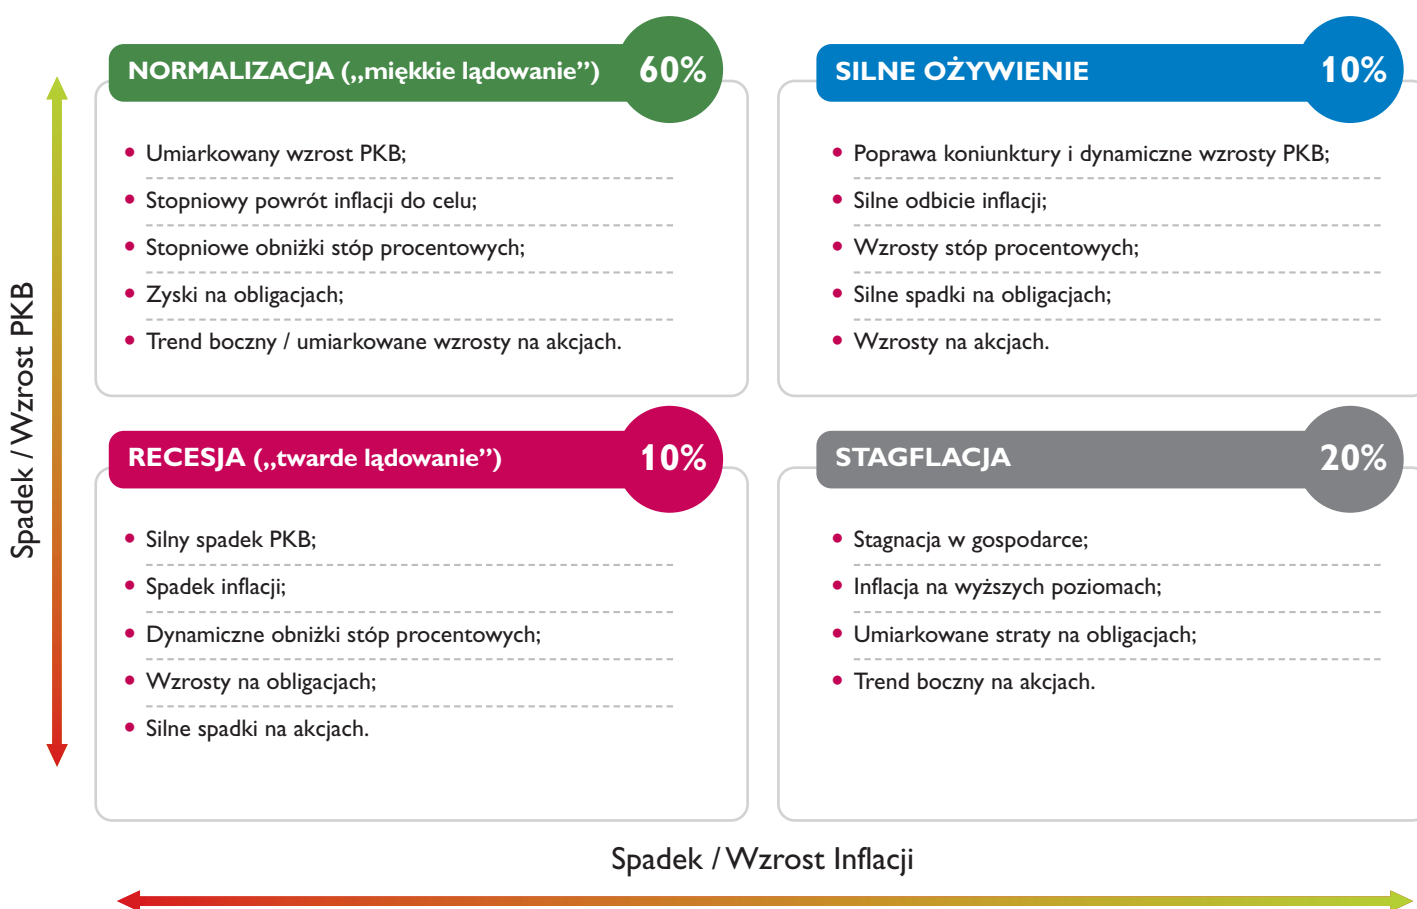 NORMALIZACJA („miękkie lądowanie”) 60%
Umiarkowany wzrost PKB;
Stopniowy powrót inflacji do celu;
Stopniowe obniżki stóp procentowych;
Zyski na obligacjach;
Trend boczny / umiarkowane wzrosty na akcjach.
SILNE OŻYWIENIE 10%
Poprawa koniunktury i dynamiczne wzrosty PKB;
Silne odbicie inflacji;
Wzrosty stóp procentowych;
Silne spadki na obligacjach;
Wzrosty na akcjach.
Spadek / Wzrost PKB
RECESJA („twarde lądowanie”) 10%
Silny spadek PKB;
Spadek inflacji;
Dynamiczne obniżki stóp procentowych;
Wzrosty na obligacjach;
Silne spadki na akcjach.
STAGFLACJA 20%
Stagnacja w gospodarce;
Inflacja na wyższych poziomach;
Umiarkowane straty na obligacjach;
Trend boczny na akcjach.
Spadek / Wzrost Inflacji